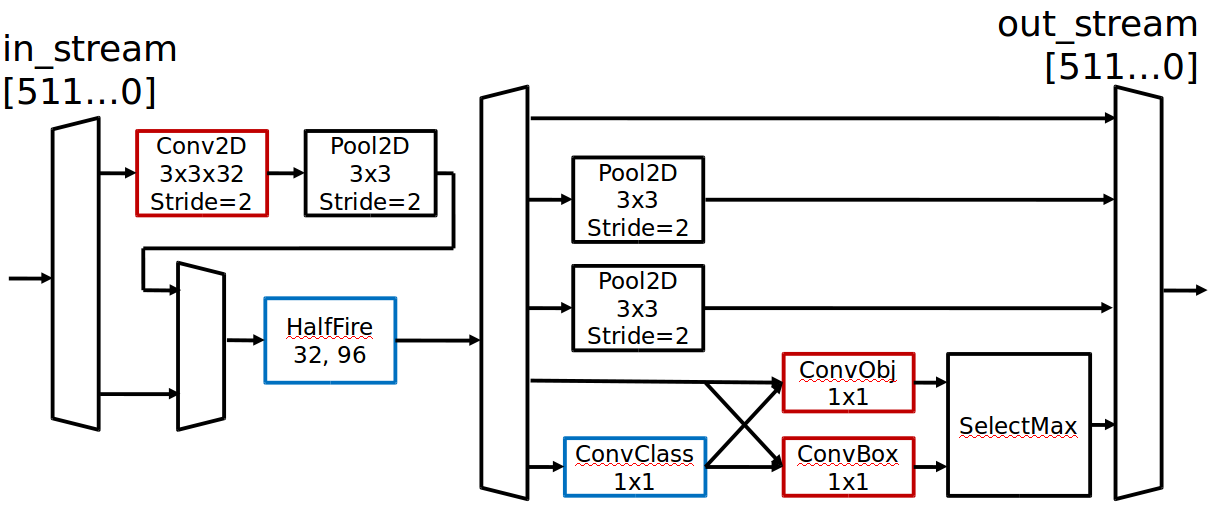 in_stream
[511...0]
out_stream
[511...0]
Conv2D
3x3x32
Stride=2
Pool2D
3x3
Stride=2
HalfFire
32, 96
Pool2D
3x3
Stride=2
Pool2D
3x3
Stride=2
ConvObj
1x1
ConvClass
1x1
ConvBox
1x1
SelectMax